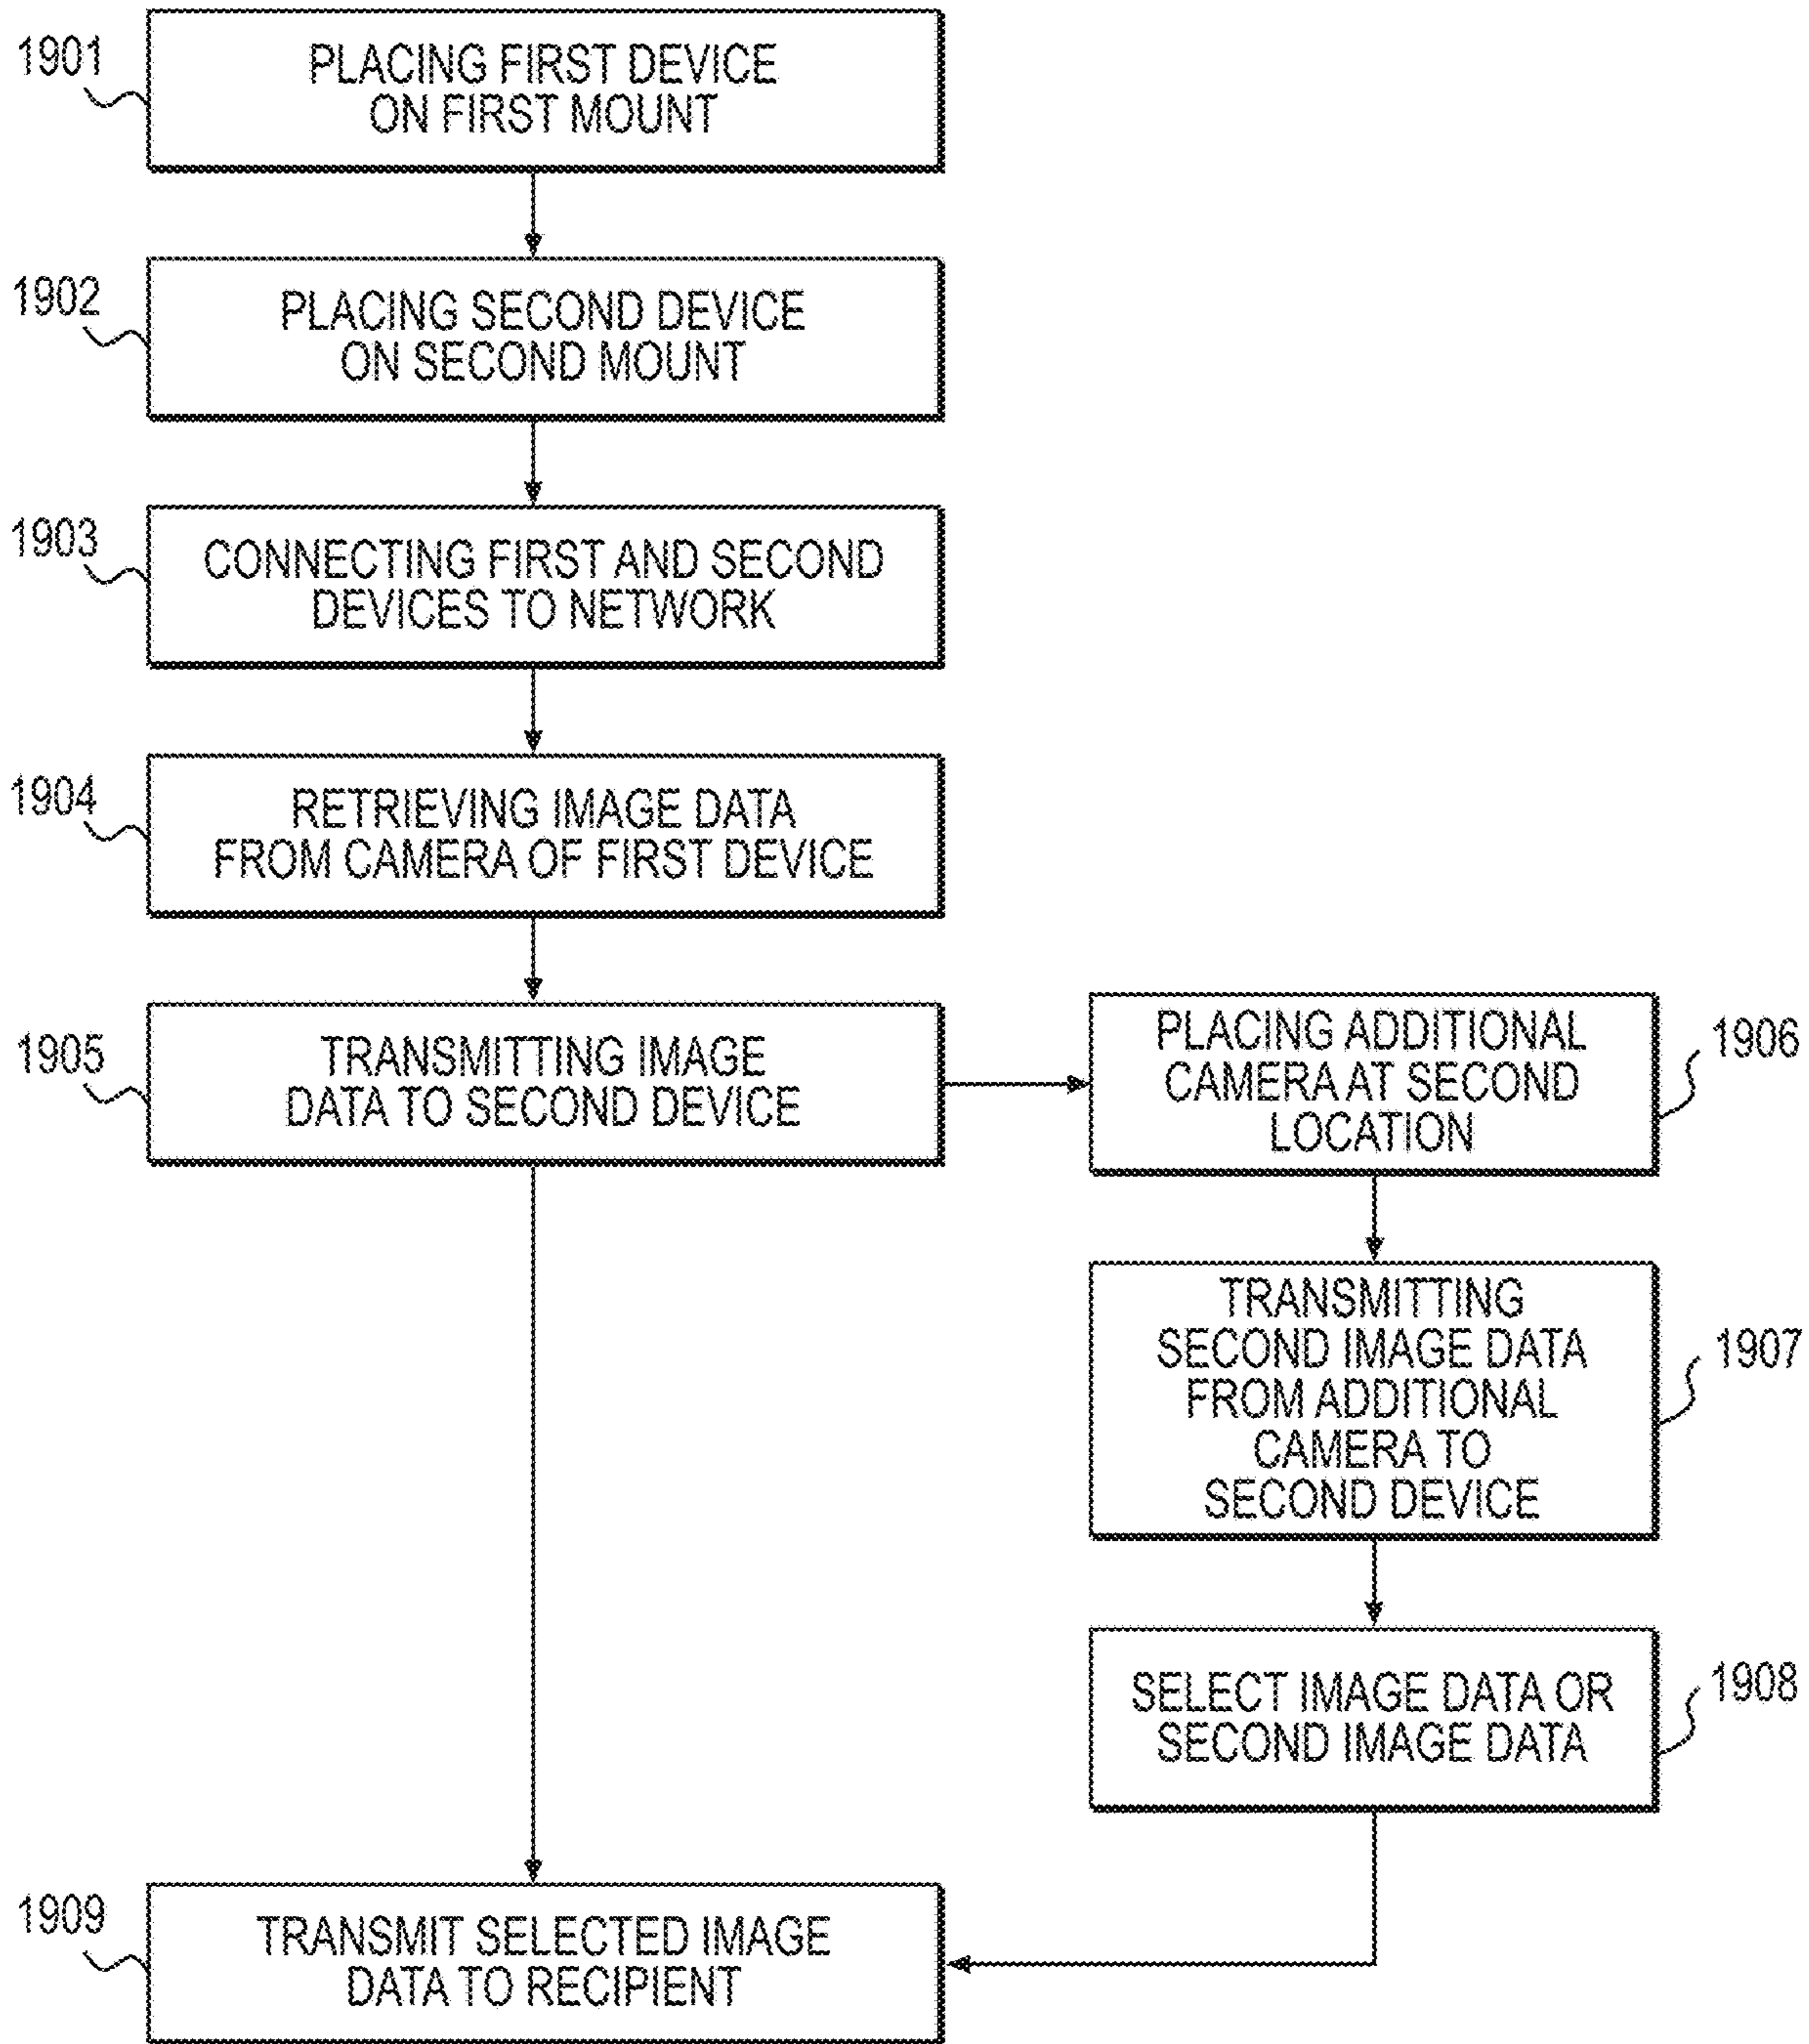 1901
PLACING FIRST DEVICE
ON FIRST MOUNT
1902
PLACING SECOND DEVICE
ON SECOND MOUNT
1903
CONNECTING FIRST AND SECOND
DEVICES TO NETWORK
1904
RETRIEVING IMAGE DATA
FROM CAMERA OF FIRST DEVICE
1905
TRANSMITTING IMAGE
DATA TO SECOND DEVICE
PLACING ADDITIONAL
CAMERA AT SECOND
LOCATION
1906
TRANSMITTING
SECOND IMAGE DATA
FROM ADDITIONAL
CAMERA TO
SECOND DEVICE
1907
SELECT IMAGE DATA OR
SECOND IMAGE DATA
1908
1909
TRANSMIT SELECTED IMAGE
DATA TO RECIPIENT